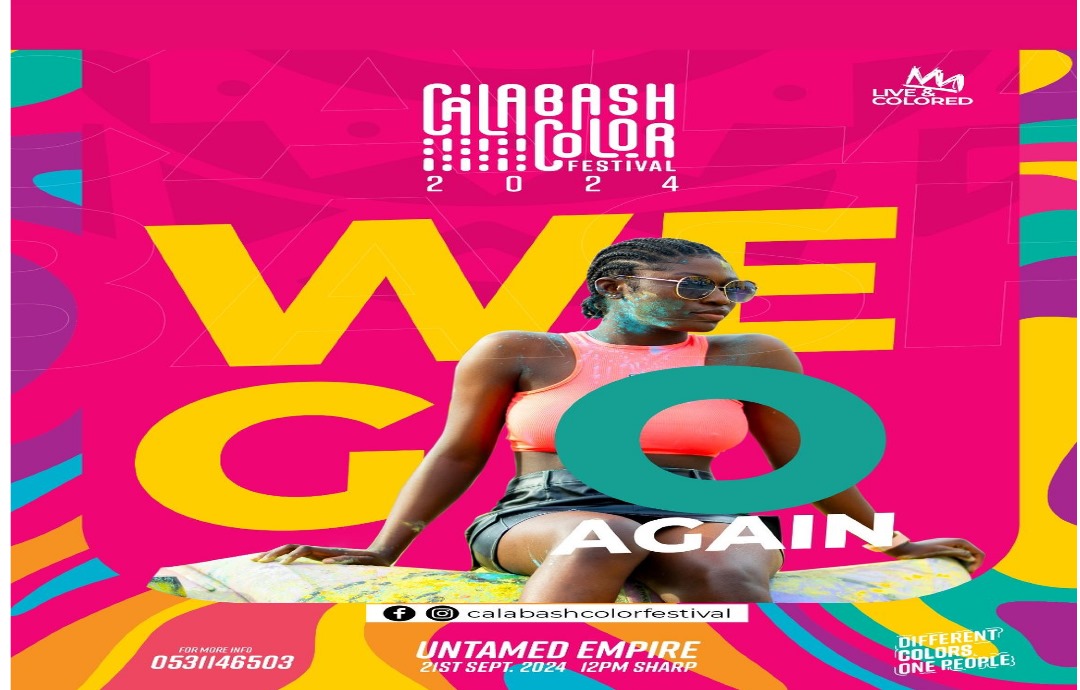 CALABASH
COLOR
FESTIVAL
2024
LIVE &
COLORED
WE
GO
AGAIN
calabashcolorfestival
FOR MORE INFO
0531146503
UNTAMED EMPIRE
21ST SEPT. 2024 12PM SHARP
DIFFERENT
COLORS,
ONE PEOPLE